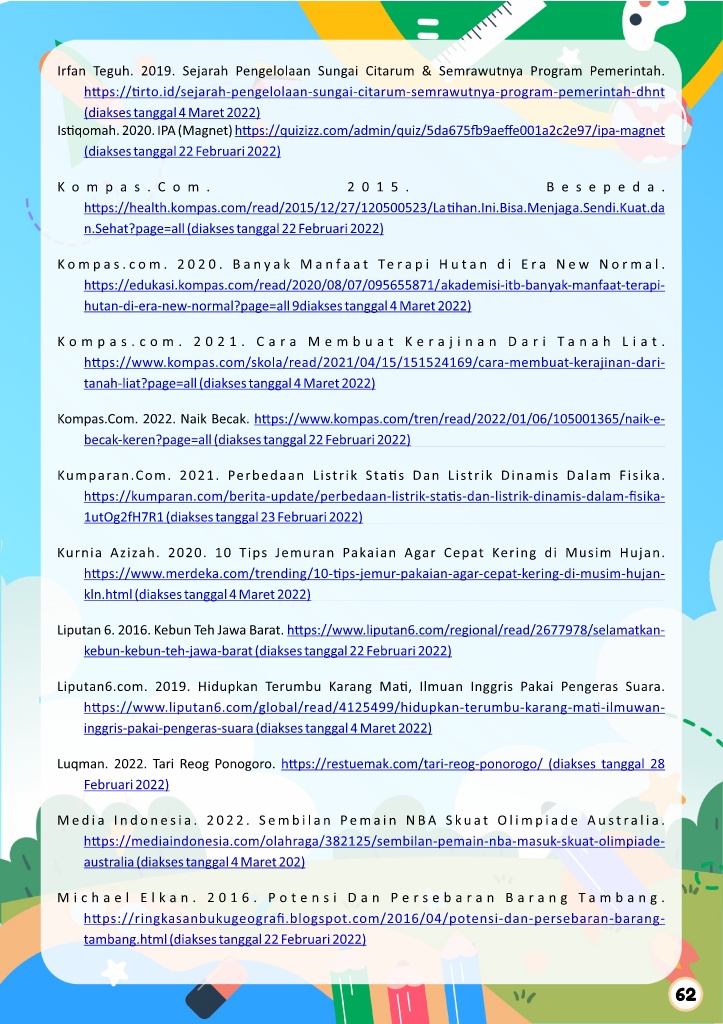 Irfan Teguh. 2019. Sejarah Pengelolaan Sungai Citarum & Semrawutnya Program Pemerintah.
https://tirto.id/sejarah-pengelolaan-sungai-citarum-semrawutnya-program-pemerintah-dhnt
(diakses tanggal 4 Maret 2022)
Istiqomah. 2020. IPA (Magnet) https://quizizz.com/admin/quiz/5da675fb9aeffe001a2c2e97/ipa-magnet
(diakses tanggal 22 Februari 2022)
Kompas.Com. 2015. Besepeda.
https://health.kompas.com/read/2015/12/27/120500523/Latihan.Ini.Bisa.Menjaga.Sendi.Kuat.da
n.Sehat?page=all (diakses tanggal 22 Februari 2022)
Kompas.com. 2020. Banyak Manfaat Terapi Hutan di Era New Normal.
https://edukasi.kompas.com/read/2020/08/07/095655871/akademisi-itb-banyak-manfaat-terapi-
hutan-di-era-new-normal?page=all 9diakses tanggal 4 Maret 2022)
Kompas.com. 2021. Cara Membuat Kerajinan Dari Tanah Liat.
https://www.kompas.com/skola/read/2021/04/15/151524169/cara-membuat-kerajinan-dari-
tanah-liat?page=all (diakses tanggal 4 Maret 2022)
Kompas.Com. 2022. Naik Becak. https://www.kompas.com/tren/read/2022/01/06/105001365/naik-e-
becak-keren?page=all (diakses tanggal 22 Februari 2022)
Kumparan.Com. 2021. Perbedaan Listrik Statis Dan Listrik Dinamis Dalam Fisika.
https://kumparan.com/berita-update/perbedaan-listrik-statis-dan-listrik-dinamis-dalam-fisika-
1utOg2fH7R1 (diakses tanggal 23 Februari 2022)
Kurnia Azizah. 2020. 10 Tips Jemuran Pakaian Agar Cepat Kering di Musim Hujan.
https://www.merdeka.com/trending/10-tips-jemur-pakaian-agar-cepat-kering-di-musim-hujan-
kln.html (diakses tanggal 4 Maret 2022)
Liputan 6. 2016. Kebun Teh Jawa Barat. https://www.liputan6.com/regional/read/2677978/selamatkan-
kebun-kebun-teh-jawa-barat (diakses tanggal 22 Februari 2022)
Liputan6.com. 2019. Hidupkan Terumbu Karang Mati, Ilmuan Inggris Pakai Pengeras Suara.
https://www.liputan6.com/global/read/4125499/hidupkan-terumbu-karang-mati-ilmuwan-
inggris-pakai-pengeras-suara (diakses tanggal 4 Maret 2022)
Luqman. 2022. Tari Reog Ponogoro. https://restuemak.com/tari-reog-ponorogo/ (diakses tanggal 28
Februari 2022)
Media Indonesia. 2022. Sembilan Pemain NBA Skuat Olimpiade Australia.
https://mediaindonesia.com/olahraga/382125/sembilan-pemain-nba-masuk-skuat-olimpiade-
australia (diakses tanggal 4 Maret 202)
Michael Elkan. 2016. Potensi Dan Persebaran Barang Tambang.
https://ringkasanbukugeografi.blogspot.com/2016/04/potensi-dan-persebaran-barang-
tambang.html (diakses tanggal 22 Februari 2022)
62